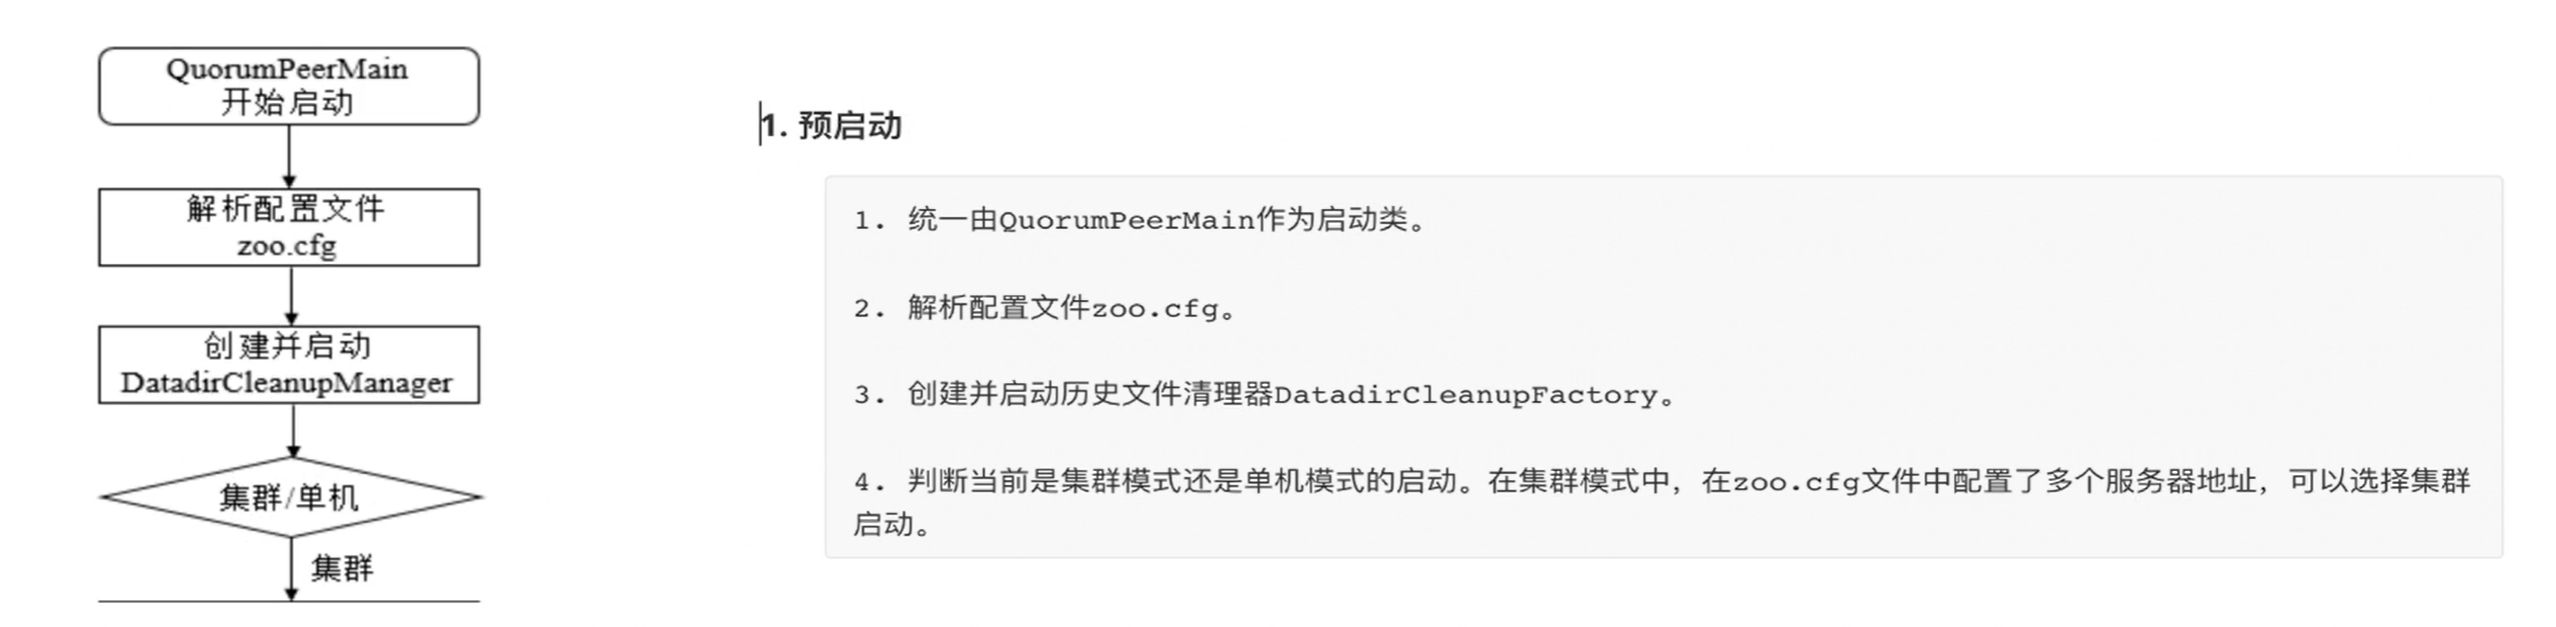 QuorumPeerMain
开始启动
解析配置文件
zoo.cfg
创建并启动
DatadirCleanupManager
集群/单机
集群
1. 预启动
1. 统一由QuorumPeerMain作为启动类。
2. 解析配置文件zoo.cfg。
3. 创建并启动历史文件清理器DatadirCleanupFactory。
4. 判断当前是集群模式还是单机模式的启动。在集群模式中，在zoo.cfg文件中配置了多个服务器地址，可以选择集群
启动。